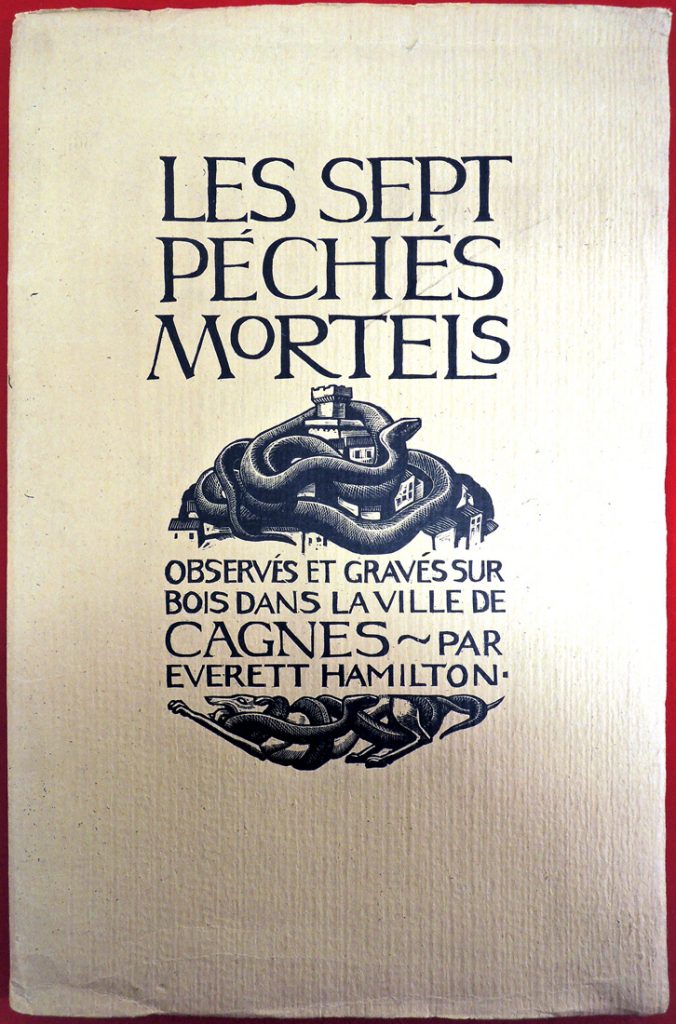 LES SEPT
PÉCHÉS
MORTELS
OBSERVÉS ET GRAVÉS SUR
BOIS DANS LA VILLE DE
CAGNES ~ PAR
EVERETT HAMILTON·